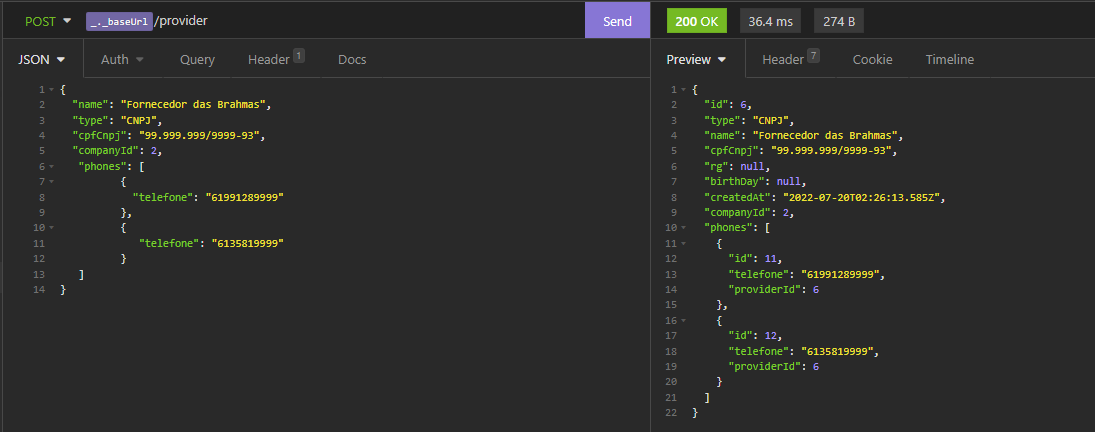 POST _._baseUrl /provider Send 200 OK 36.4 ms 274 B
JSON Auth Query Header 1 Docs
1 {
2 "name": "Fornecedor das Brahmas",
3 "type": "CNPJ",
4 "cpfCnpj": "99.999.999/9999-93",
5 "companyId": 2,
6 "phones": [
7 {
8 "telefone": "61991289999"
9 },
10 {
11 "telefone": "6135819999"
12 }
13 ]
14 }
Preview Header 7 Cookie Timeline
1 {
2 "id": 6,
3 "type": "CNPJ",
4 "name": "Fornecedor das Brahmas",
5 "cpfCnpj": "99.999.999/9999-93",
6 "rg": null,
7 "birthDay": null,
8 "createdAt": "2022-07-20T02:26:13.585Z",
9 "companyId": 2,
10 "phones": [
11 {
12 "id": 11,
13 "telefone": "61991289999",
14 "providerId": 6
15 },
16 {
17 "id": 12,
18 "telefone": "6135819999",
19 "providerId": 6
20 }
21 ]
22 }